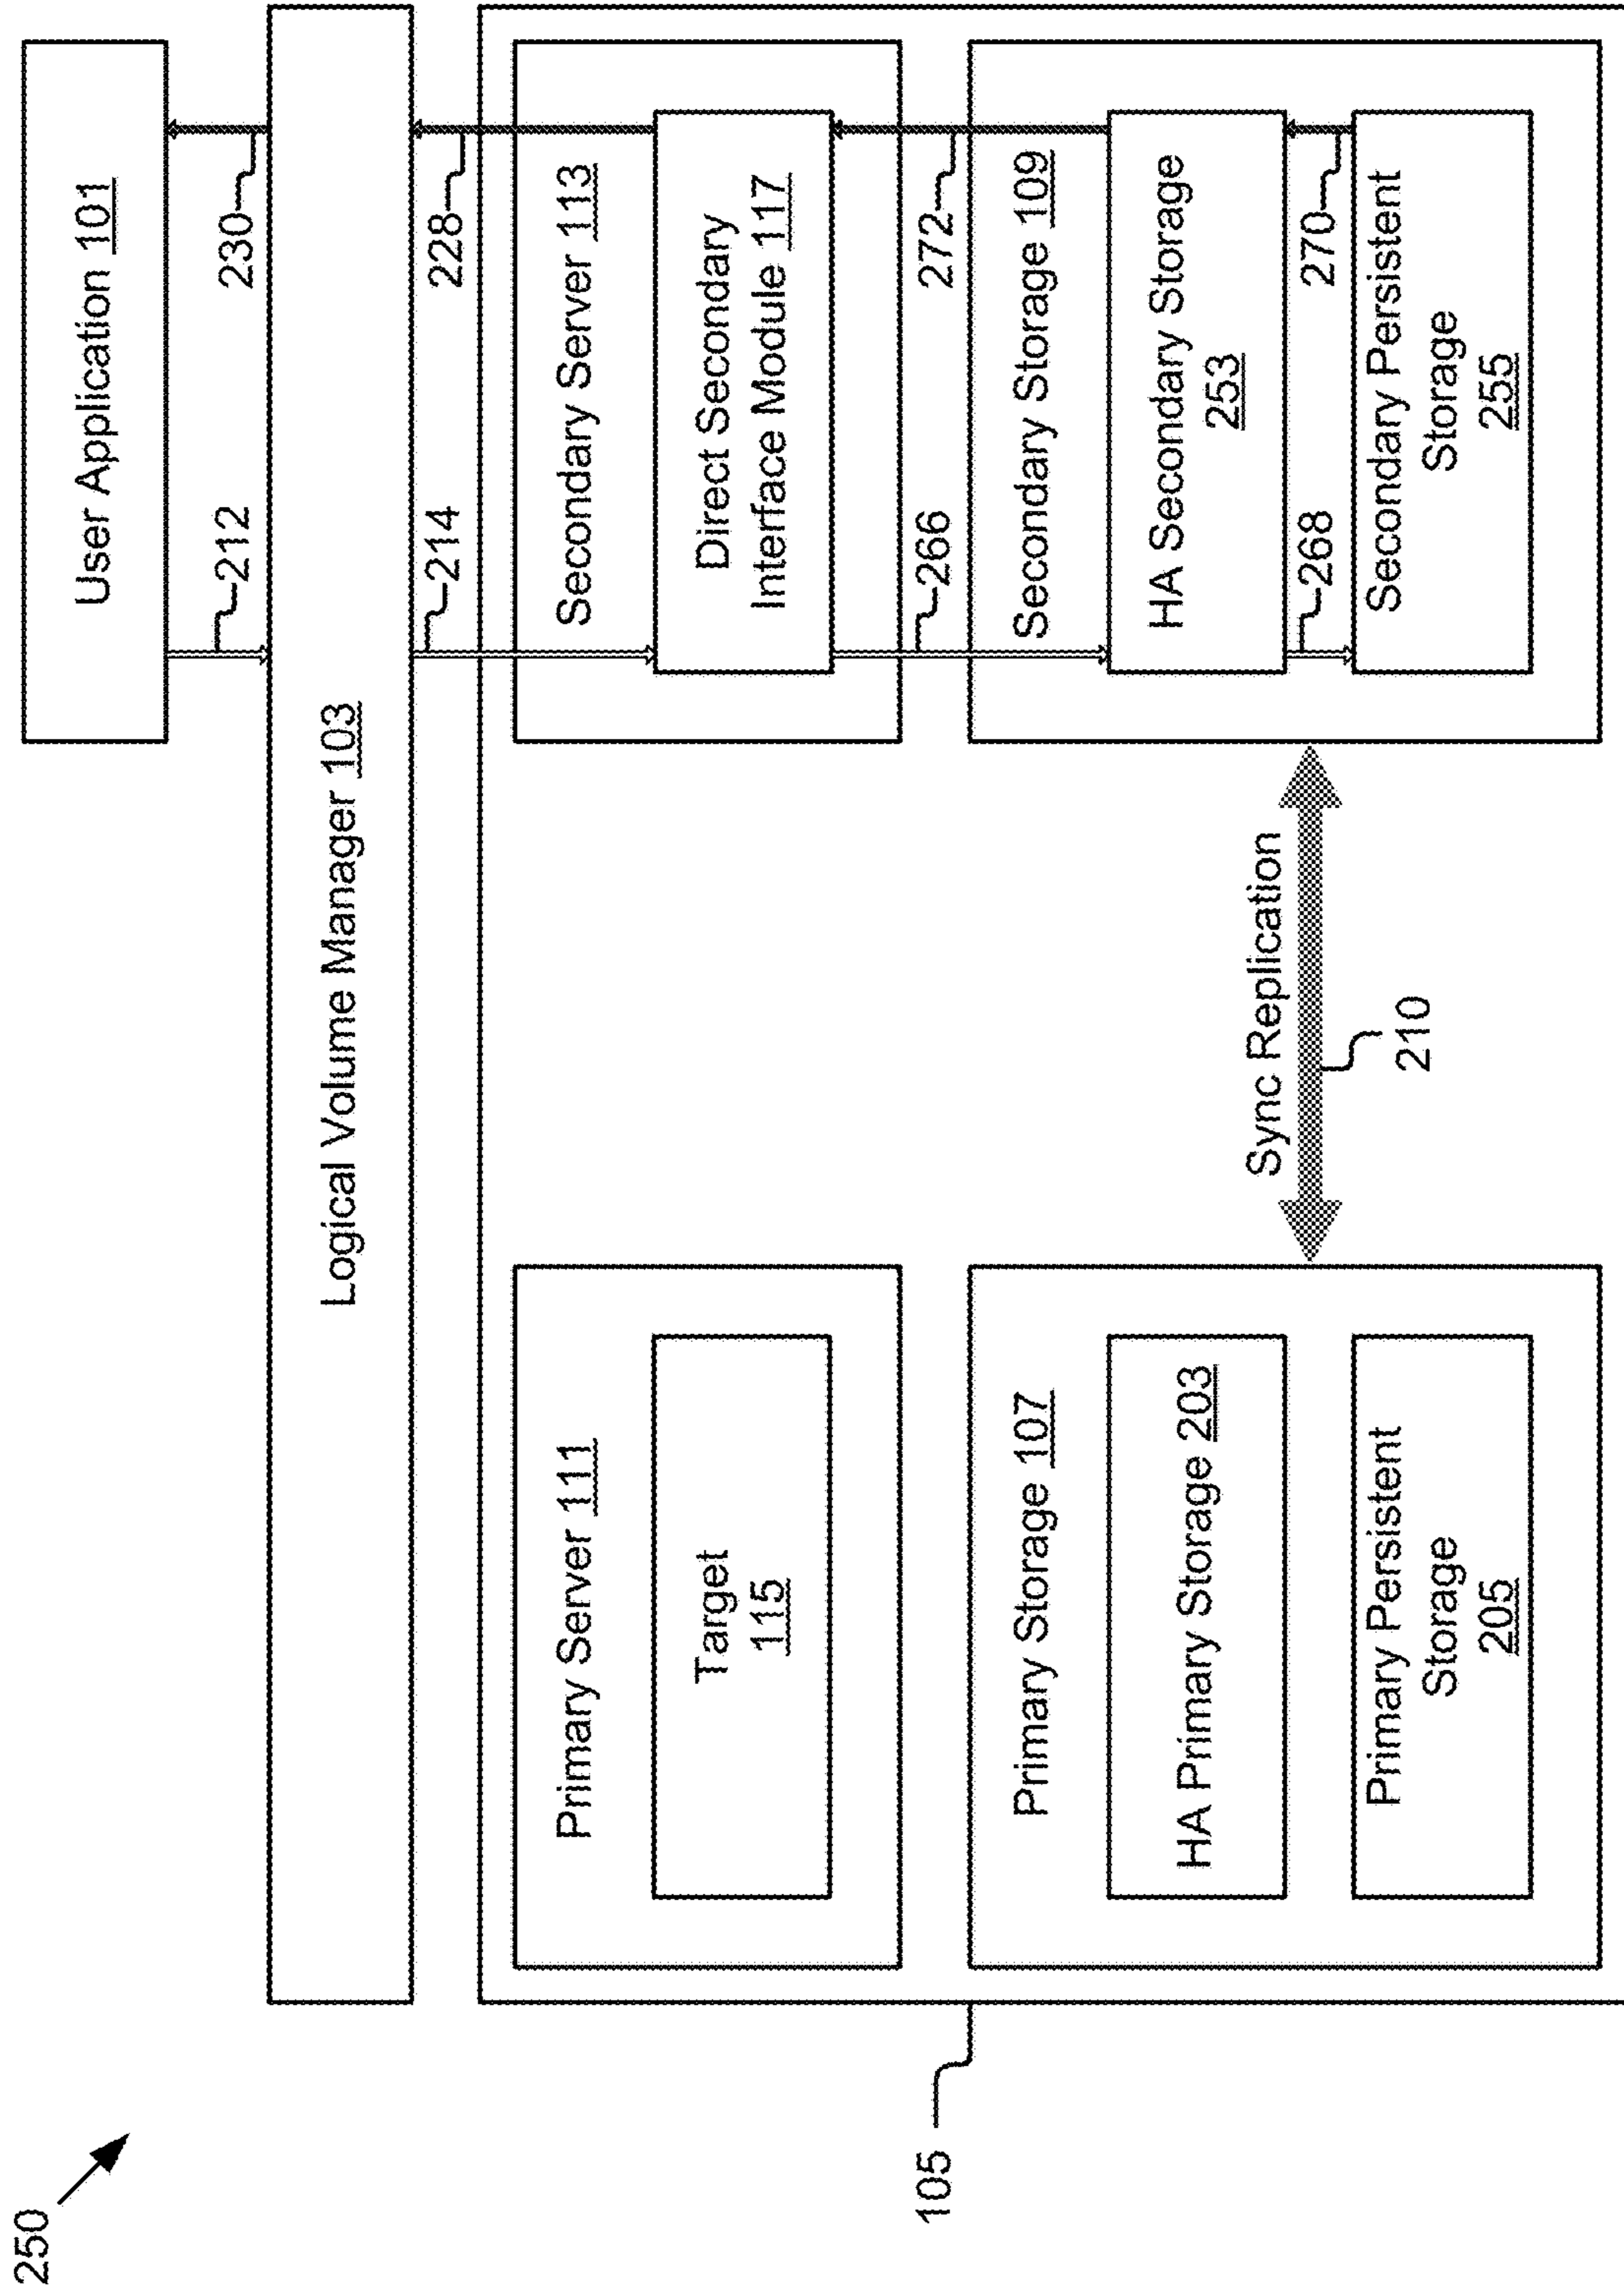 250
User Application 101
212
230
Logical Volume Manager 103
214
228
105
Primary Server 111
Target
115
Secondary Server 113
Direct Secondary
Interface Module 117
266
272
Primary Storage 107
HA Primary Storage 203
Primary Persistent
Storage
205
Sync Replication
210
Secondary Storage 109
HA Secondary Storage
253
268
270
Secondary Persistent
Storage
255